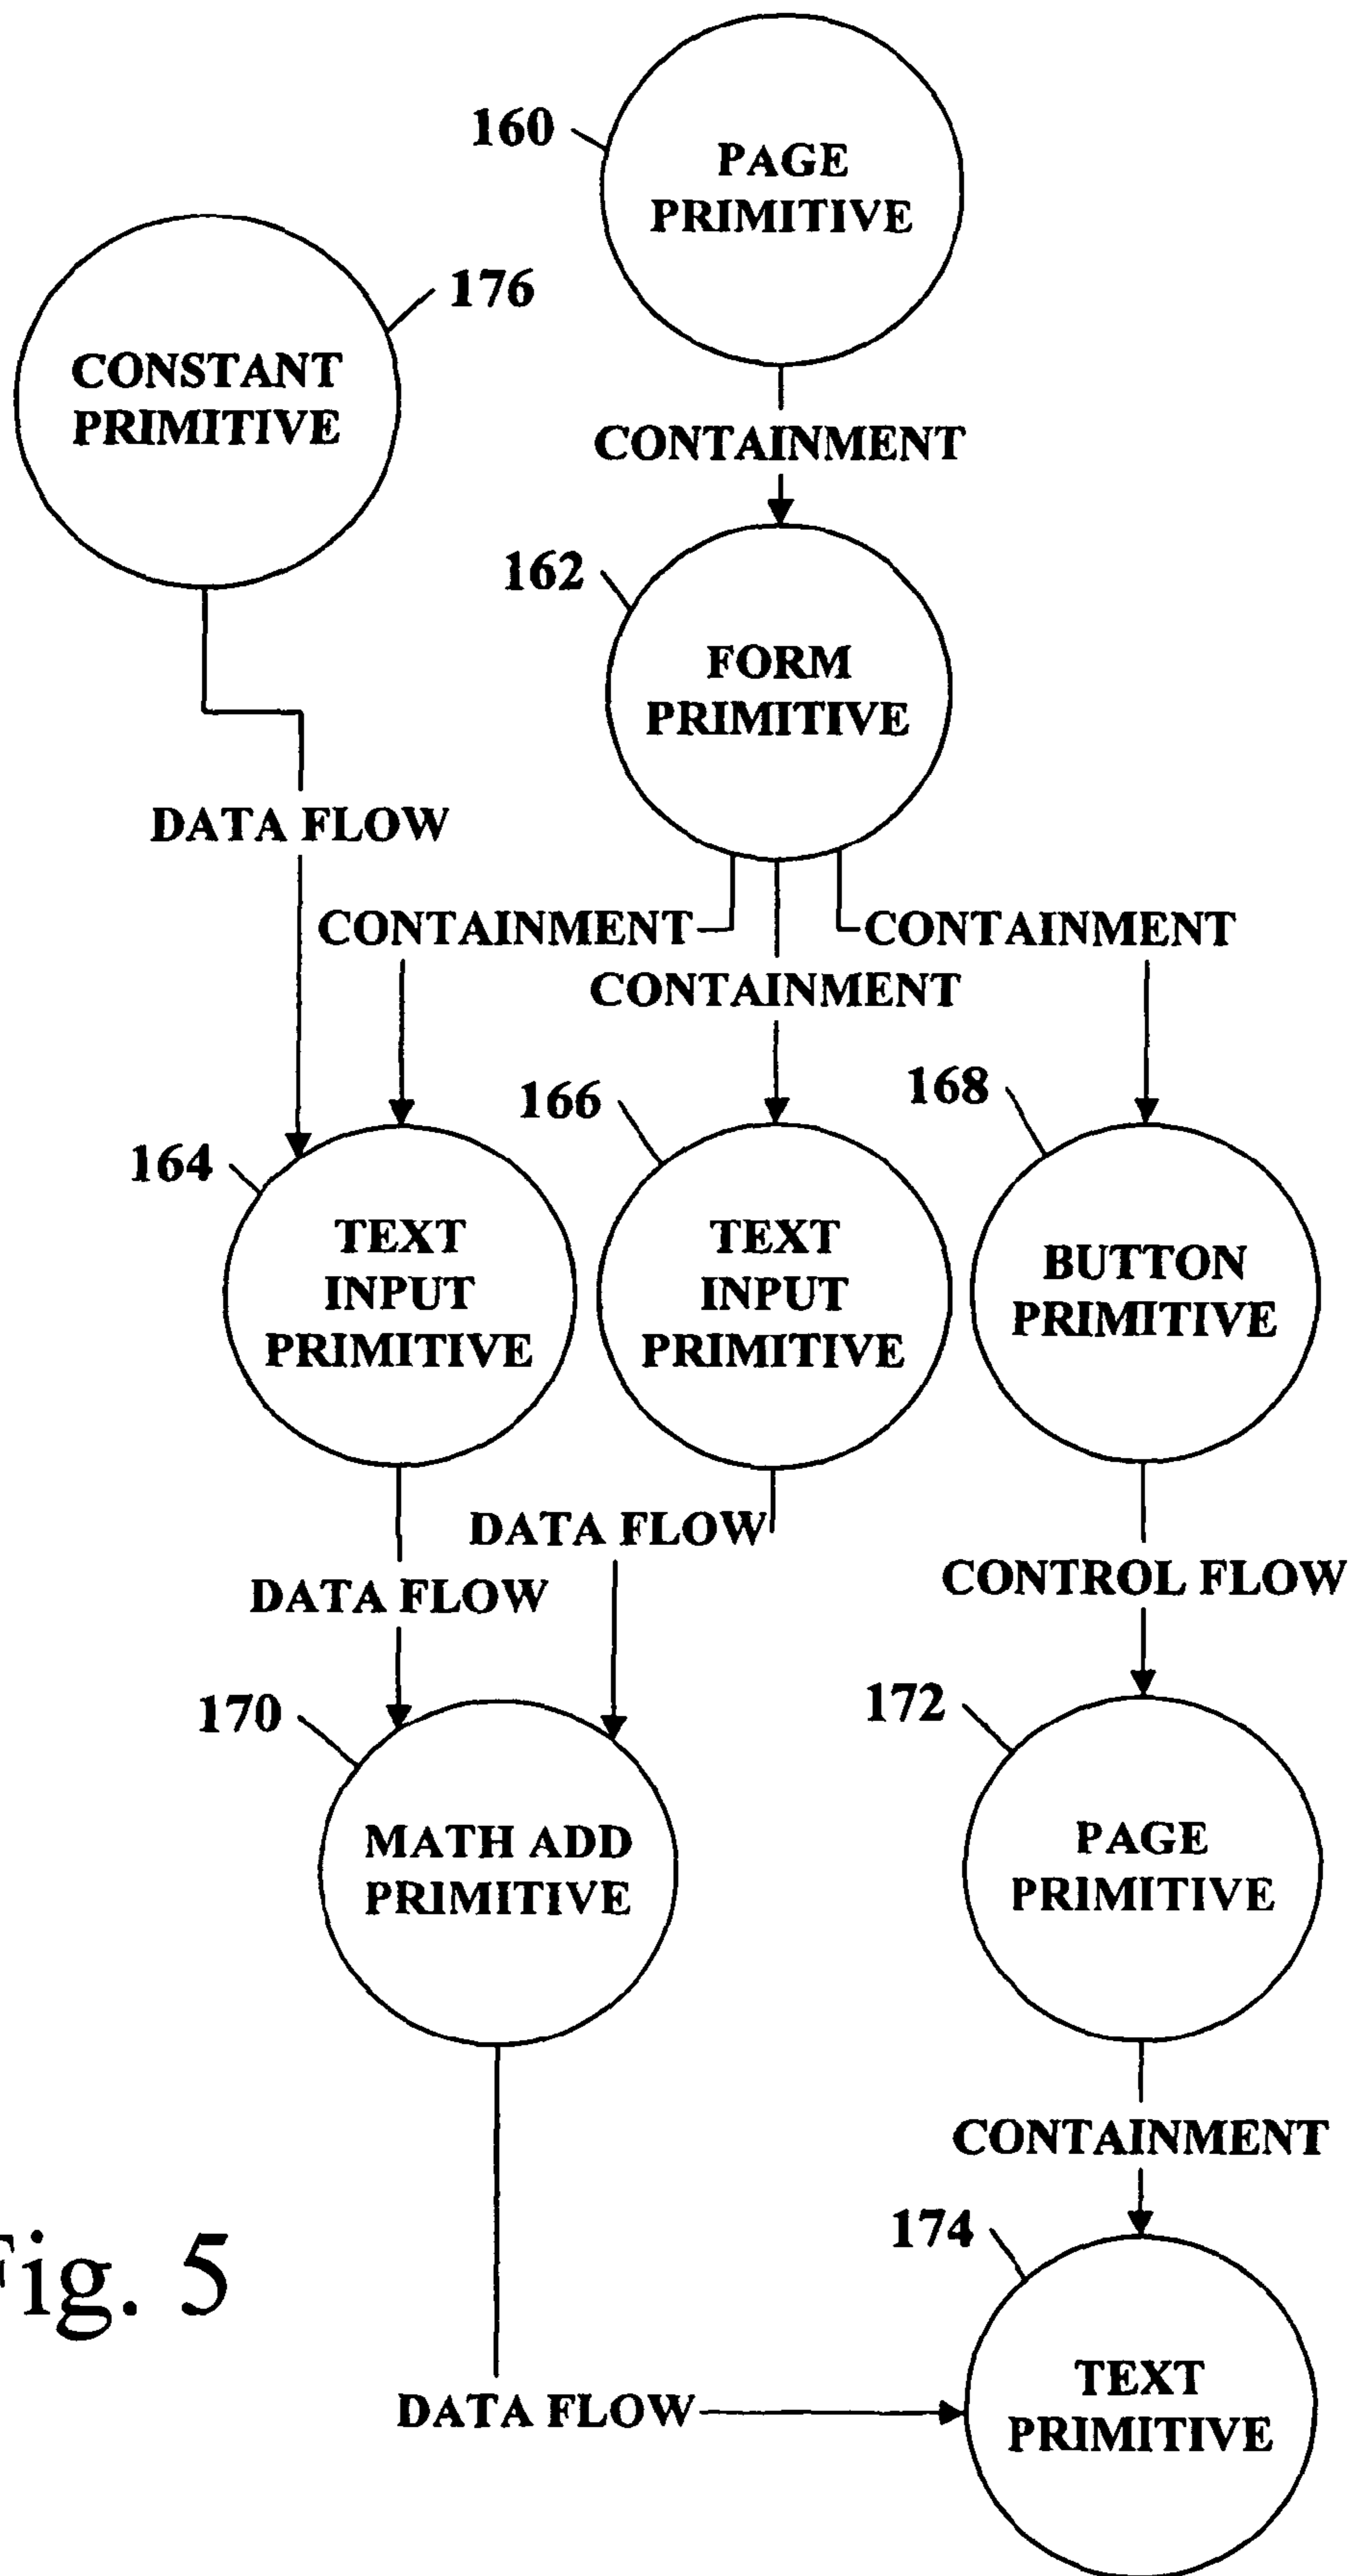 160
PAGE
PRIMITIVE
176
CONSTANT
PRIMITIVE
CONTAINMENT
162
FORM
PRIMITIVE
DATA FLOW
CONTAINMENT
CONTAINMENT
CONTAINMENT
164
166
168
TEXT
INPUT
PRIMITIVE
TEXT
INPUT
PRIMITIVE
BUTTON
PRIMITIVE
DATA FLOW
DATA FLOW
CONTROL FLOW
170
172
MATH ADD
PRIMITIVE
PAGE
PRIMITIVE
CONTAINMENT
174
Fig. 5
TEXT
PRIMITIVE
DATA FLOW